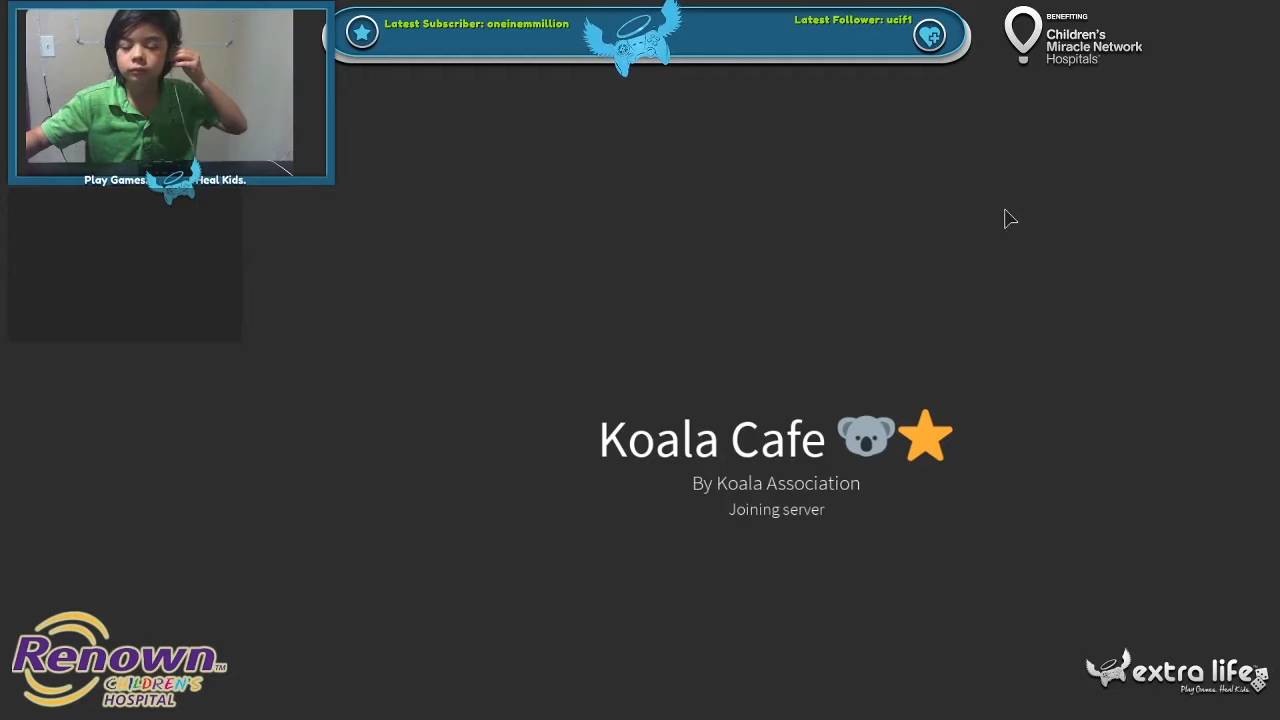 Latest Subscriber: oneinemmillion
Latest Follower: ucif1
BENEFITING
Children's
Miracle Network
Hospitals
Play Games. Heal Kids.
Koala Cafe 🐨⭐
By Koala Association
Joining server
Renown™
CHILDREN'S
HOSPITAL
extra life
Play Games. Heal Kids.